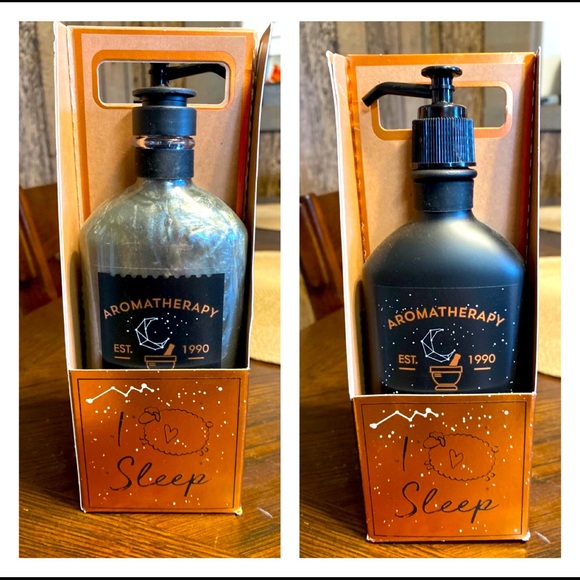 AROMATHERAPY
EST. 1990
I
Sleep
AROMATHERAPY
EST. 1990
I
Sleep